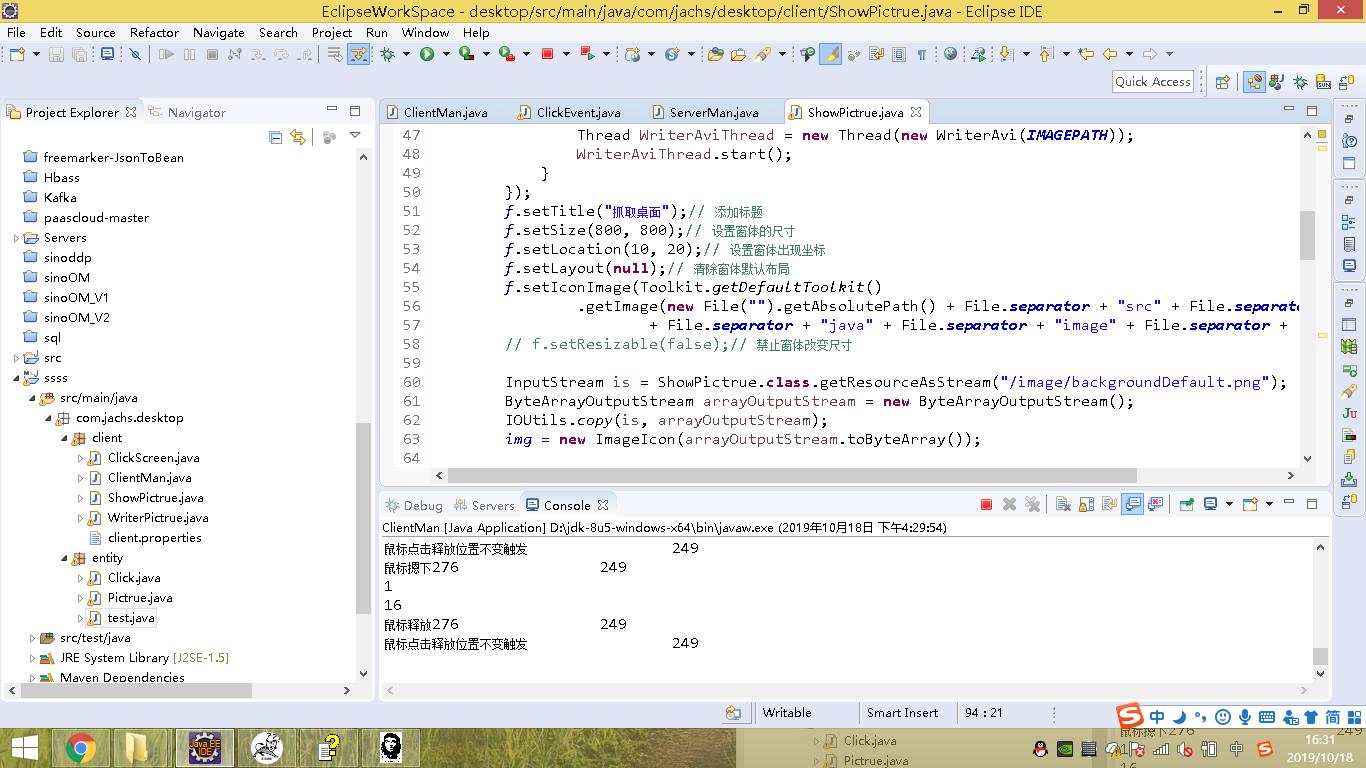 EclipseWorkSpace - desktop/src/main/java/com/jachs/desktop/client/ShowPictrue.java - Eclipse IDE
File Edit Source Refactor Navigate Search Project Run Window Help
Quick Access
Project Explorer Navigator
freemarker-JsonToBean
Hbass
Kafka
paascloud-master
Servers
sinoddp
sinoOM
sinoOM_V1
sinoOM_V2
sql
src
ssss
src/main/java
com.jachs.desktop
client
ClickScreen.java
ClientMan.java
ShowPictrue.java
WriterPictrue.java
client.properties
entity
Click.java
Pictrue.java
test.java
src/test/java
JRE System Library [J2SE-1.5]
Maven Dependencies
ClientMan.java ClickEvent.java ServerMan.java ShowPictrue.java
47 Thread WriterAviThread = new Thread(new WriterAvi(IMAGEPATH));
48 WriterAviThread.start();
49 }
50 });
51 f.setTitle("抓取桌面");// 添加标题
52 f.setSize(800, 800);// 设置窗体的尺寸
53 f.setLocation(10, 20);// 设置窗体出现坐标
54 f.setLayout(null);// 清除窗体默认布局
55 f.setIconImage(Toolkit.getDefaultToolkit()
56 .getImage(new File("").getAbsolutePath() + File.separator + "src" + File.separat
57 + File.separator + "java" + File.separator + "image" + File.separator +
58 // f.setResizable(false);// 禁止窗体改变尺寸
59
60 InputStream is = ShowPictrue.class.getResourceAsStream("/image/backgroundDefault.png");
61 ByteArrayOutputStream arrayOutputStream = new ByteArrayOutputStream();
62 IOUtils.copy(is, arrayOutputStream);
63 img = new ImageIcon(arrayOutputStream.toByteArray());
64
Debug Servers Console
ClientMan [Java Application] D:\jdk-8u5-windows-x64\bin\javaw.exe (2019年10月18日 下午4:29:54)
鼠标点击释放位置不变触发 249
鼠标摁下276 249
1
16
鼠标释放276 249
鼠标点击释放位置不变触发 249
Writable Smart Insert 94 : 21
中 简
Java EE IDE
Click.java
Pictrue.java
鼠标摁下276 249
16
中
16:31
2019/10/18